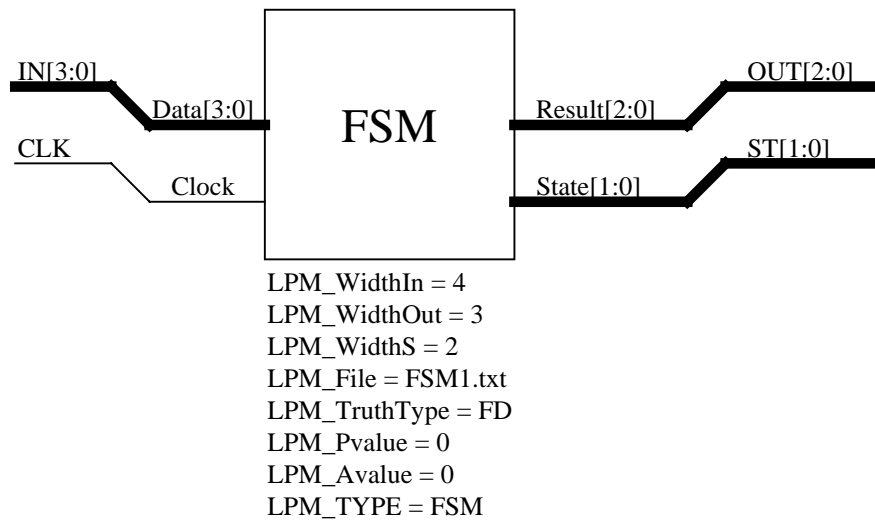 IN[3:0]
OUT[2:0]
Data[3:0]
FSM
Result[2:0]
CLK
ST[1:0]
Clock
State[1:0]
LPM_WidthIn = 4
LPM_WidthOut = 3
LPM_WidthS = 2
LPM_File = FSM1.txt
LPM_TruthType = FD
LPM_Pvalue = 0
LPM_Avalue = 0
LPM_TYPE = FSM